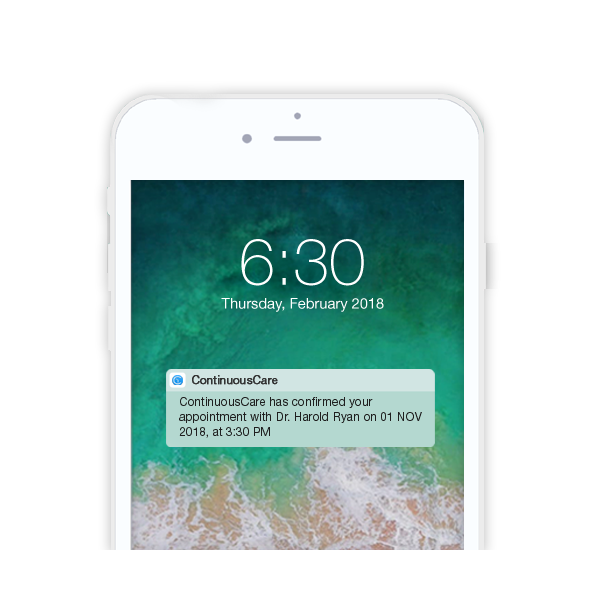 6:30
Thursday, February 2018
ContinuousCare
ContinuousCare has confirmed your
appointment with Dr. Harold Ryan on 01 NOV
2018, at 3:30 PM